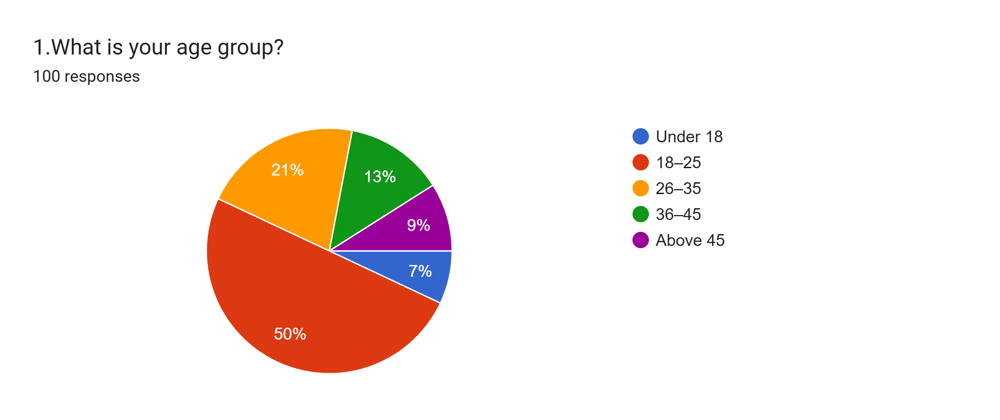 1.What is your age group?
100 responses
21%
13%
9%
7%
50%
Under 18
18–25
26–35
36–45
Above 45